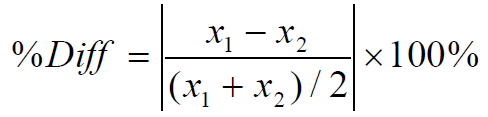 %Diff = |(x₁ − x₂) / ((x₁ + x₂) / 2)| × 100%